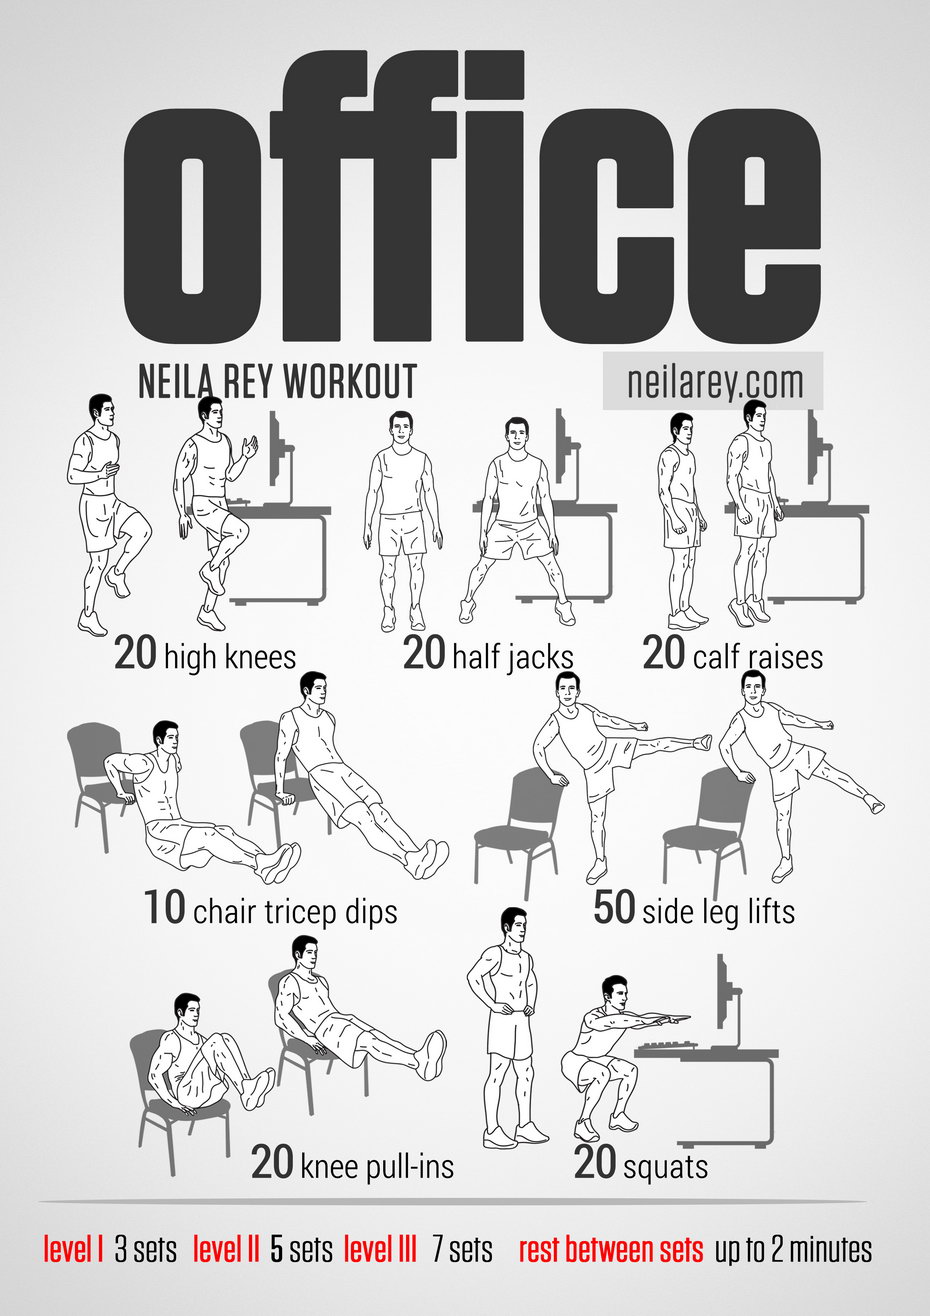 office
NEILA REY WORKOUT
neilarey.com
20 high knees
20 half jacks
20 calf raises
10 chair tricep dips
50 side leg lifts
20 knee pull-ins
20 squats
level I 3 sets level II 5 sets level III 7 sets rest between sets up to 2 minutes